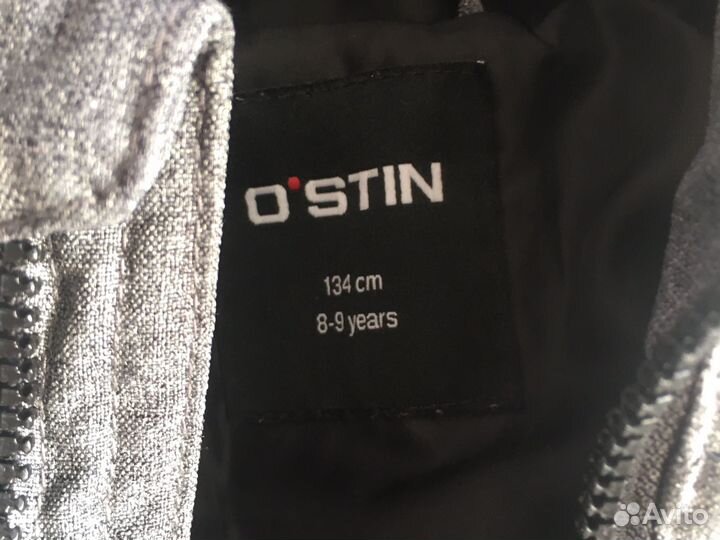 O'STIN
134 cm
8-9 years
Avito